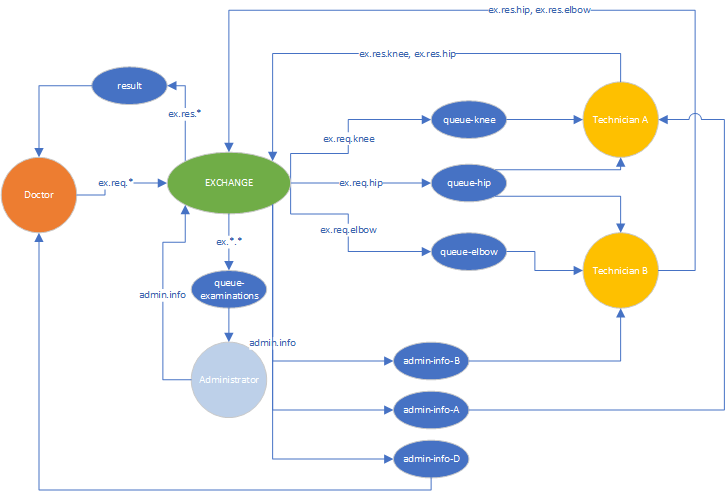 ex.res.hip, ex.res.elbow
ex.res.knee, ex.res.hip
result
ex.res.*
queue-knee
Technician A
ex.req.knee
ex.req.*
EXCHANGE
ex.req.hip
queue-hip
Doctor
ex.req.elbow
ex.*.*
queue-elbow
Technician B
queue-
examinations
admin.info
admin.info
admin-info-B
Administrator
admin-info-A
admin-info-D